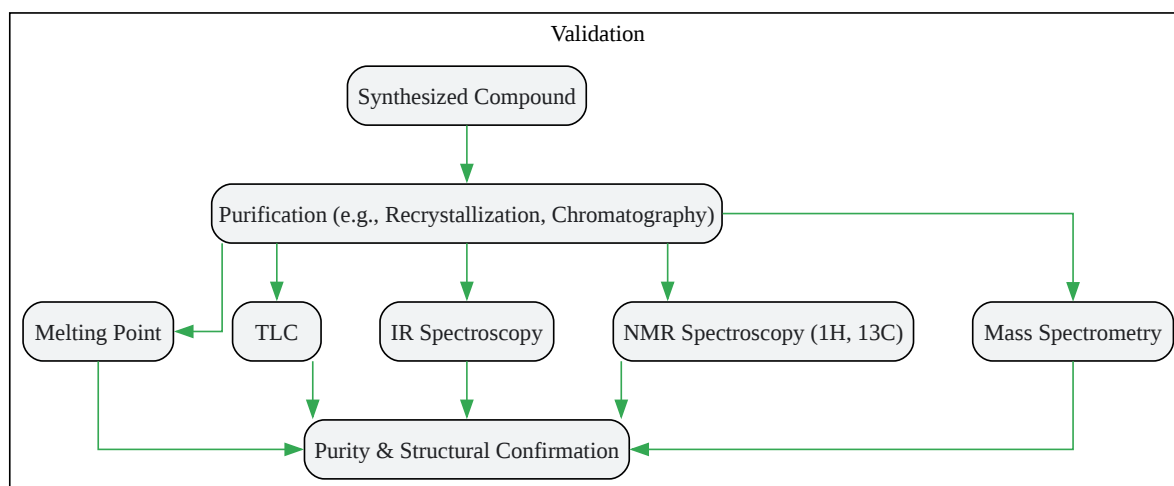 Validation
Synthesized Compound
Purification (e.g., Recrystallization, Chromatography)
Melting Point
TLC
IR Spectroscopy
NMR Spectroscopy (1H, 13C)
Mass Spectrometry
Purity & Structural Confirmation